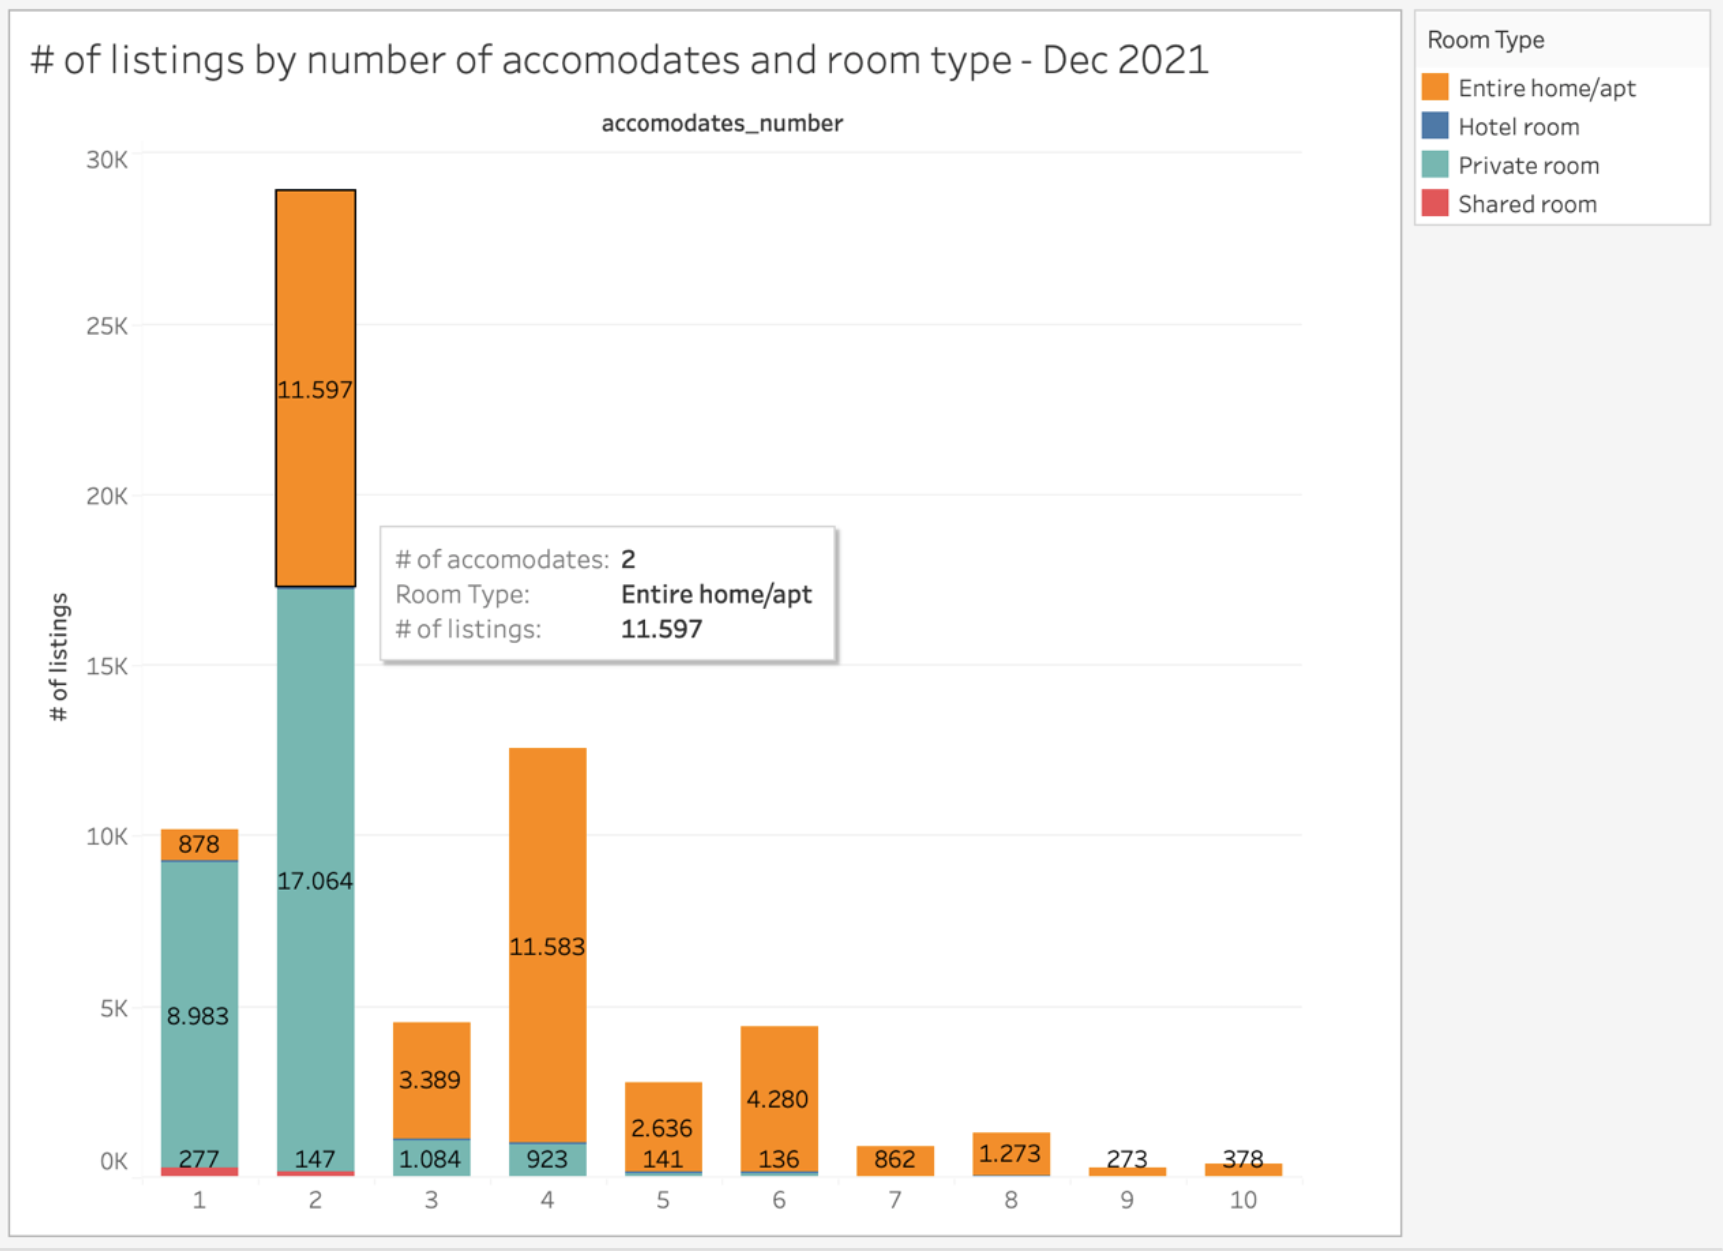 # of listings by number of accomodates and room type - Dec 2021
accomodates_number
30K
25K
20K
15K
10K
5K
0K
# of listings
11.597
17.064
147
878
8.983
277
3.389
1.084
11.583
923
2.636
141
4.280
136
862
1.273
273
378
# of accomodates: 2
Room Type: Entire home/apt
# of listings: 11.597
1 2 3 4 5 6 7 8 9 10
Room Type
Entire home/apt
Hotel room
Private room
Shared room